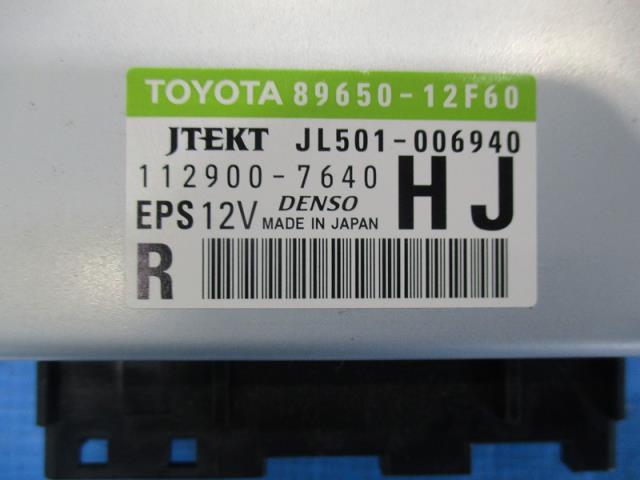 TOYOTA 89650-12F60
JTEKT JL501-006940
112900-7640 HJ
EPS 12V DENSO MADE IN JAPAN
R